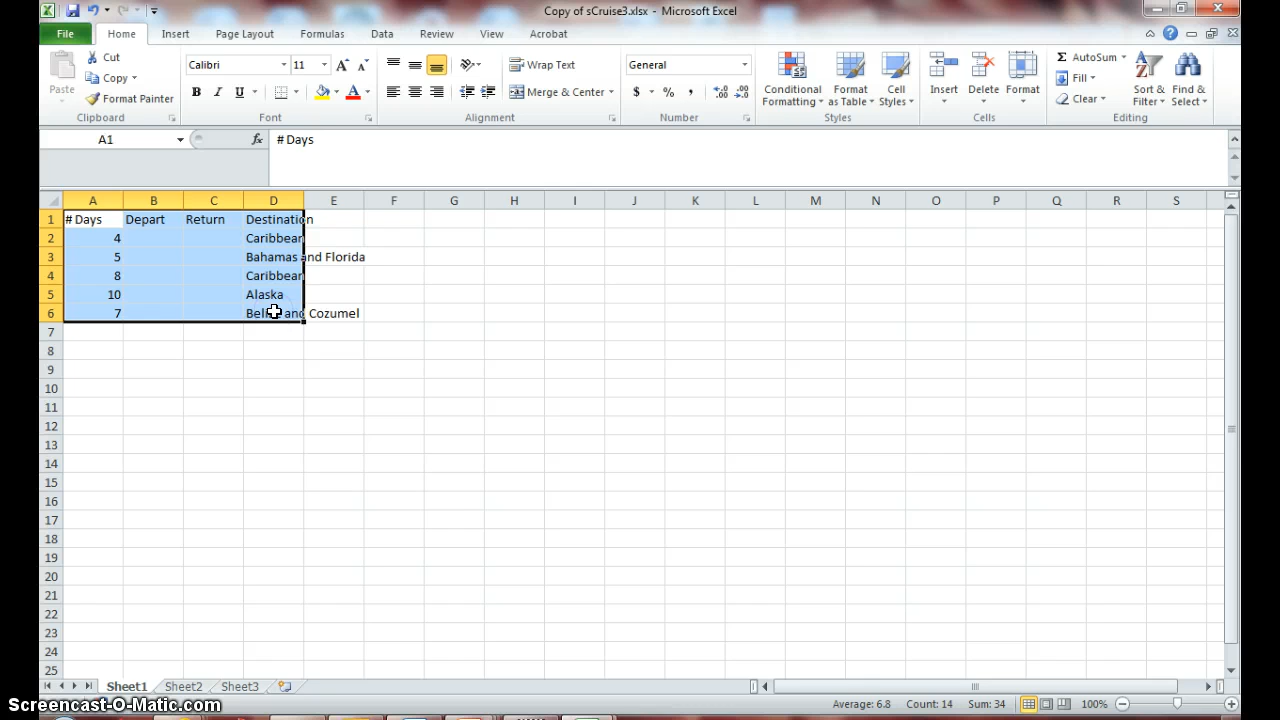 Copy of sCruise3.xlsx - Microsoft Excel
File Home Insert Page Layout Formulas Data Review View Acrobat
Paste
Cut
Copy
Format Painter
Clipboard
Calibri 11
B I U
Font
Wrap Text
Merge & Center
Alignment
General
$ % ,
Number
Conditional Formatting
Format as Table
Cell Styles
Styles
Insert Delete Format
Cells
AutoSum
Fill
Clear
Sort & Filter
Find & Select
Editing
A1 fx # Days
A B C D E F G H I J K L M N O P Q R S
1 # Days Depart Return Destination
2 4 Caribbean
3 5 Bahamas and Florida
4 8 Caribbean
5 10 Alaska
6 7 and Cozumel
7
8
9
10
11
12
13
14
15
16
17
18
19
20
21
22
23
24
25
Sheet1 Sheet2 Sheet3
Screencast-O-Matic.com
Average: 6.8 Count: 14 Sum: 34 100%